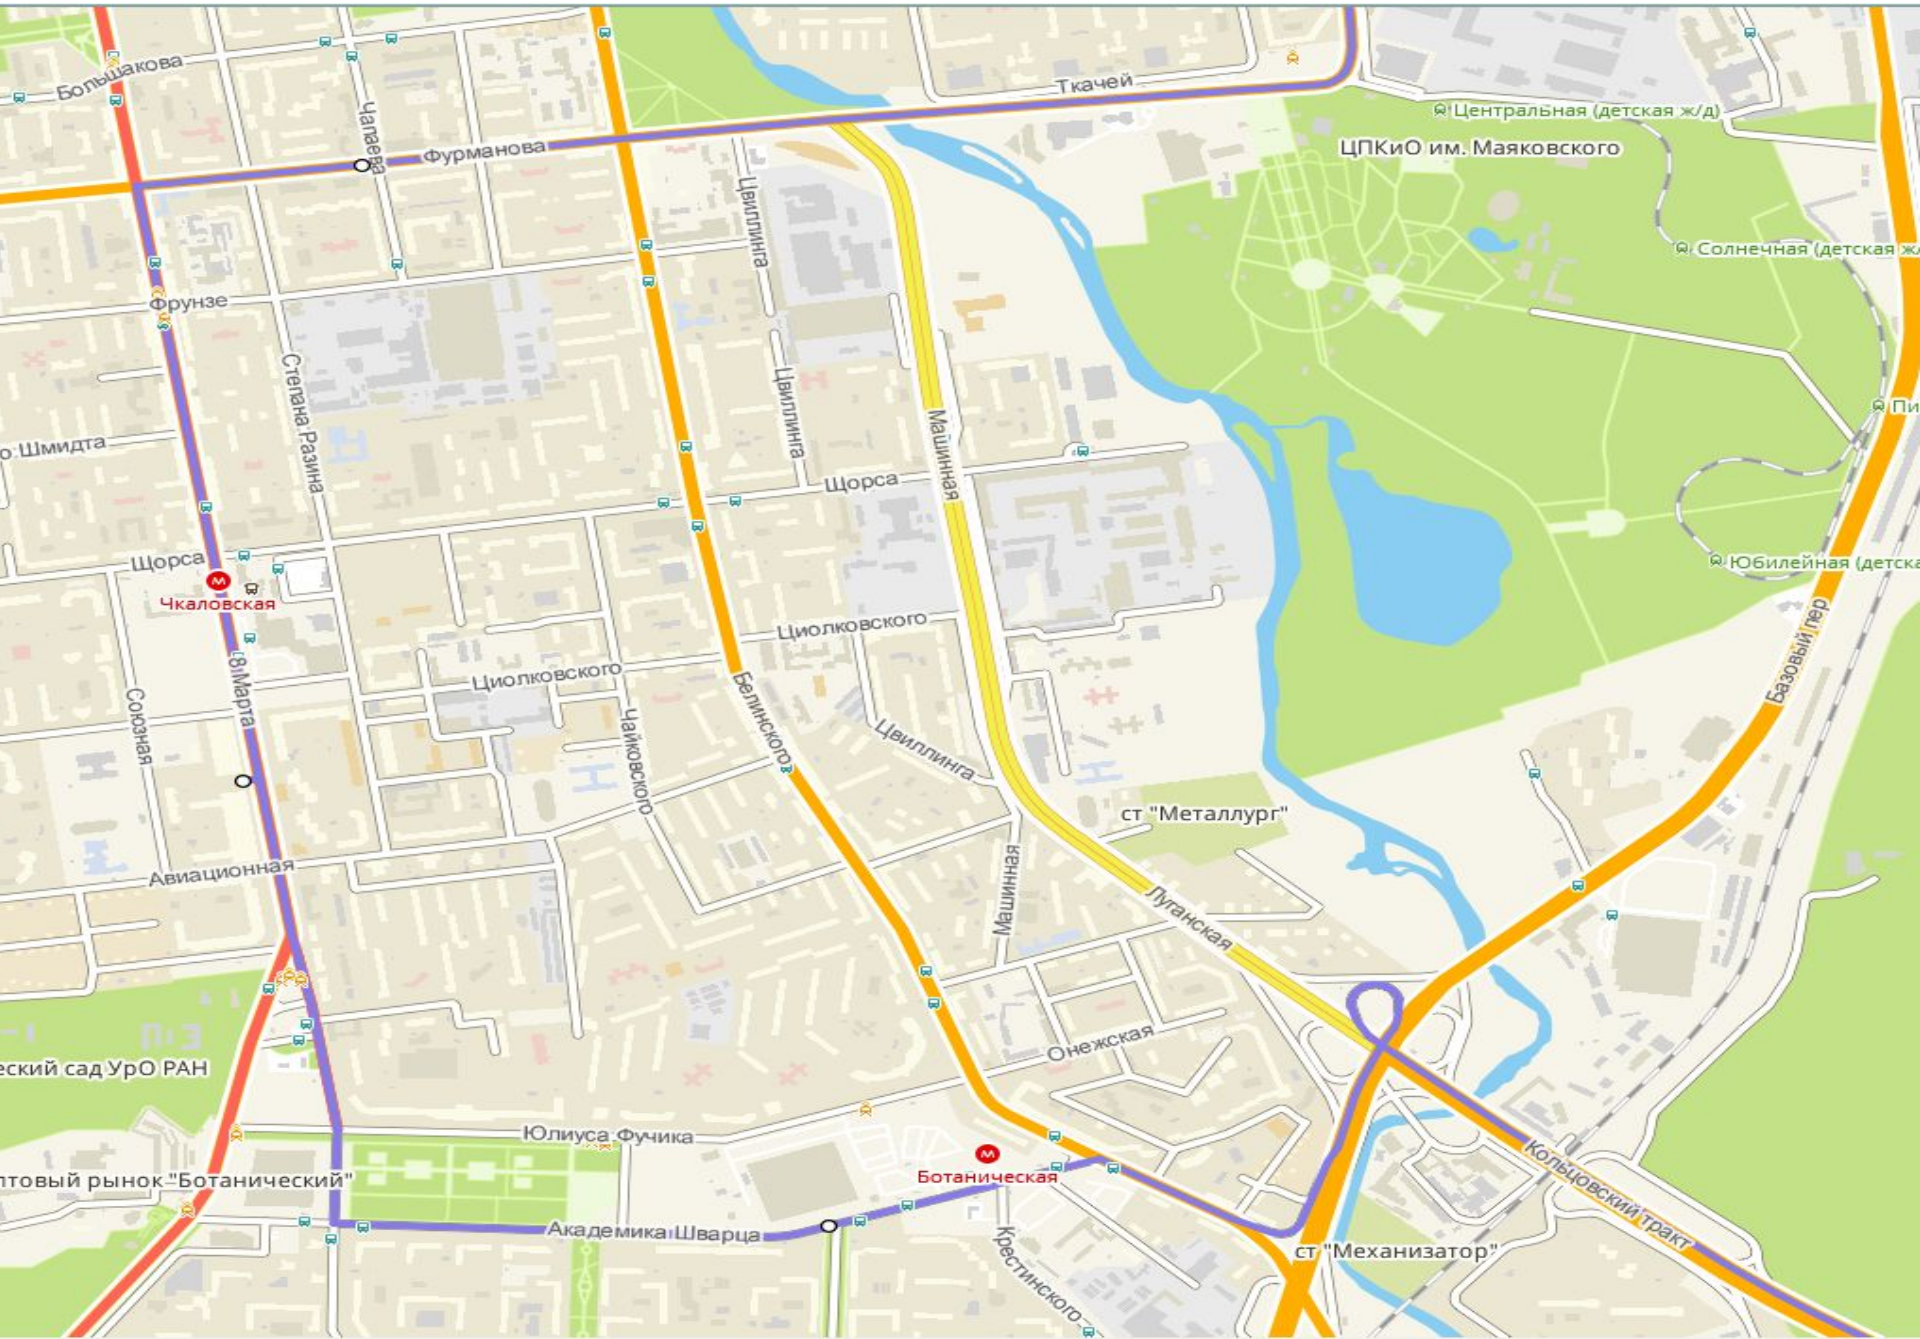 Большакова
Чапаева
Ткачей
Центральная (детская ж/д)
Фурманова
ЦПКиО им. Маяковского
Цвиллинга
Солнечная (детская ж/
Фрунзе
Степана Разина
Цвиллинга
Машинная
Пи
о Шмидта
Щорса
Щорса
Чкаловская
Юбилейная (детска
Циолковского
Циолковского
Базовый пер
8 Марта
Союзная
Чайковского
Белинского
Цвиллинга
ст "Металлург"
Авиационная
Машинная
Луганская
Онежская
еский сад УрО РАН
Юлиуса Фучика
Ботаническая
птовый рынок "Ботанический"
Кольцовский тракт
Академика Шварца
Крестинского
ст "Механизатор"